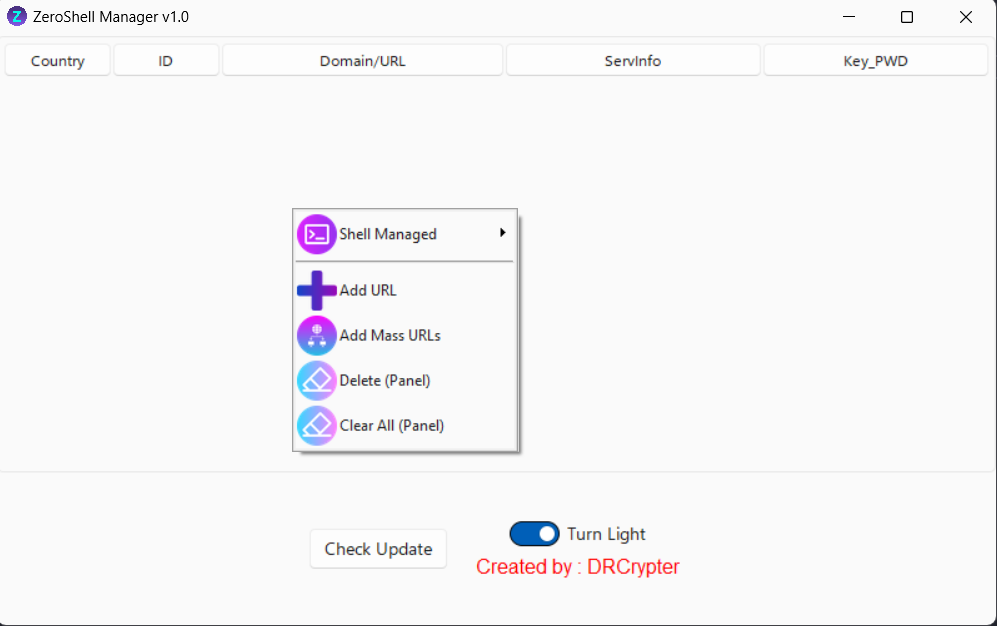 ZeroShell Manager v1.0
Country ID Domain/URL ServInfo Key_PWD
Shell Managed
Add URL
Add Mass URLs
Delete (Panel)
Clear All (Panel)
Turn Light
Check Update
Created by : DRCrypter